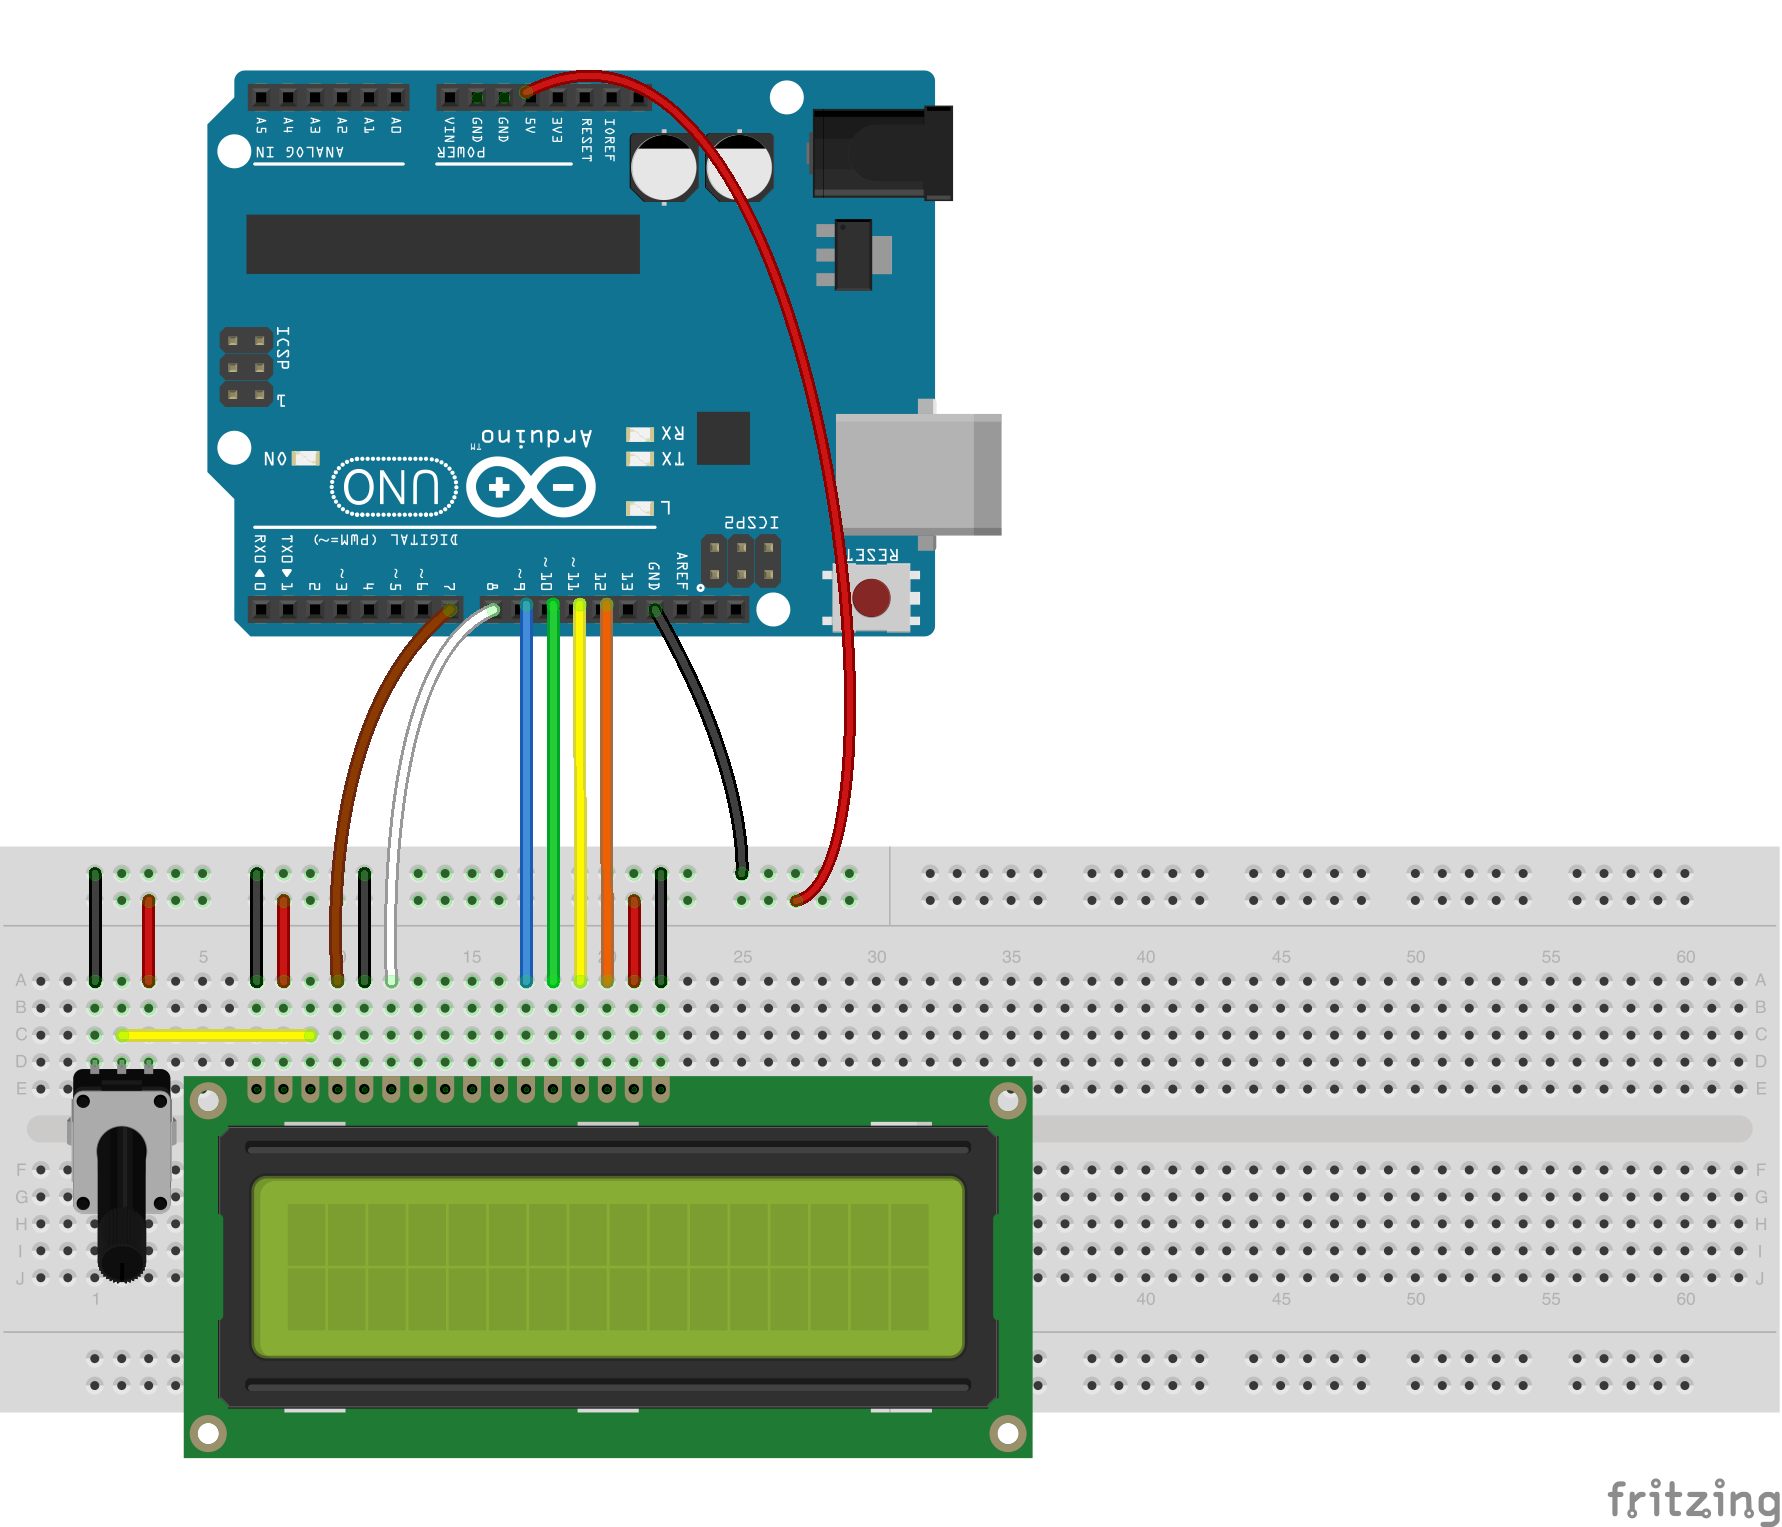 A5 A4 A3 A2 A1 A0
VIN GND GND 5V 3V3 RESET IOREF
ANALOG IN
POWER
ICSP
1
Arduino
TM
RX
TX
ON
UNO
L
ICSP2
DIGITAL (PWM=~)
RESET
RX0◀0 TX0▶1 2 ~3 4 ~5 ~6 7 8 ~9 ~10 ~11 12 13 GND AREF
5 15 20 25 30 35 40 45 50 55 60
A A
B B
C C
D D
E E
F F
G G
H H
I I
J J
1 40 45 50 55 60
fritzing